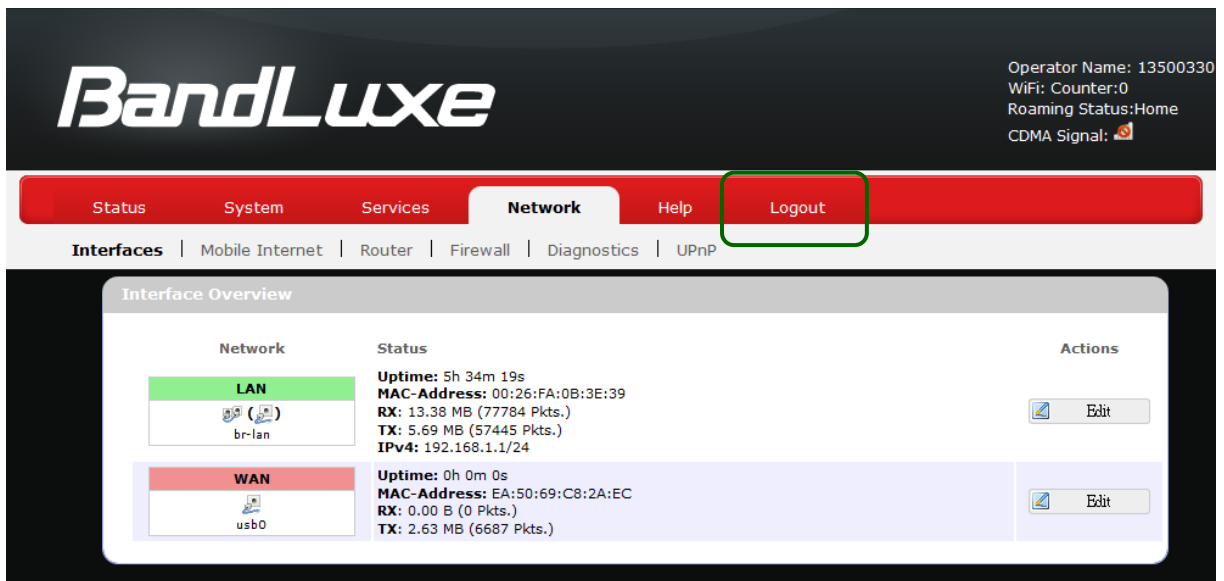 BandLuxe
Operator Name: 13500330
WiFi: Counter:0
Roaming Status:Home
CDMA Signal:
Status System Services Network Help Logout
Interfaces | Mobile Internet | Router | Firewall | Diagnostics | UPnP
Interface Overview
Network Status Actions
LAN
( )
br-lan
Uptime: 5h 34m 19s
MAC-Address: 00:26:FA:0B:3E:39
RX: 13.38 MB (77784 Pkts.)
TX: 5.69 MB (57445 Pkts.)
IPv4: 192.168.1.1/24
Edit
WAN
usb0
Uptime: 0h 0m 0s
MAC-Address: EA:50:69:C8:2A:EC
RX: 0.00 B (0 Pkts.)
TX: 2.63 MB (6687 Pkts.)
Edit